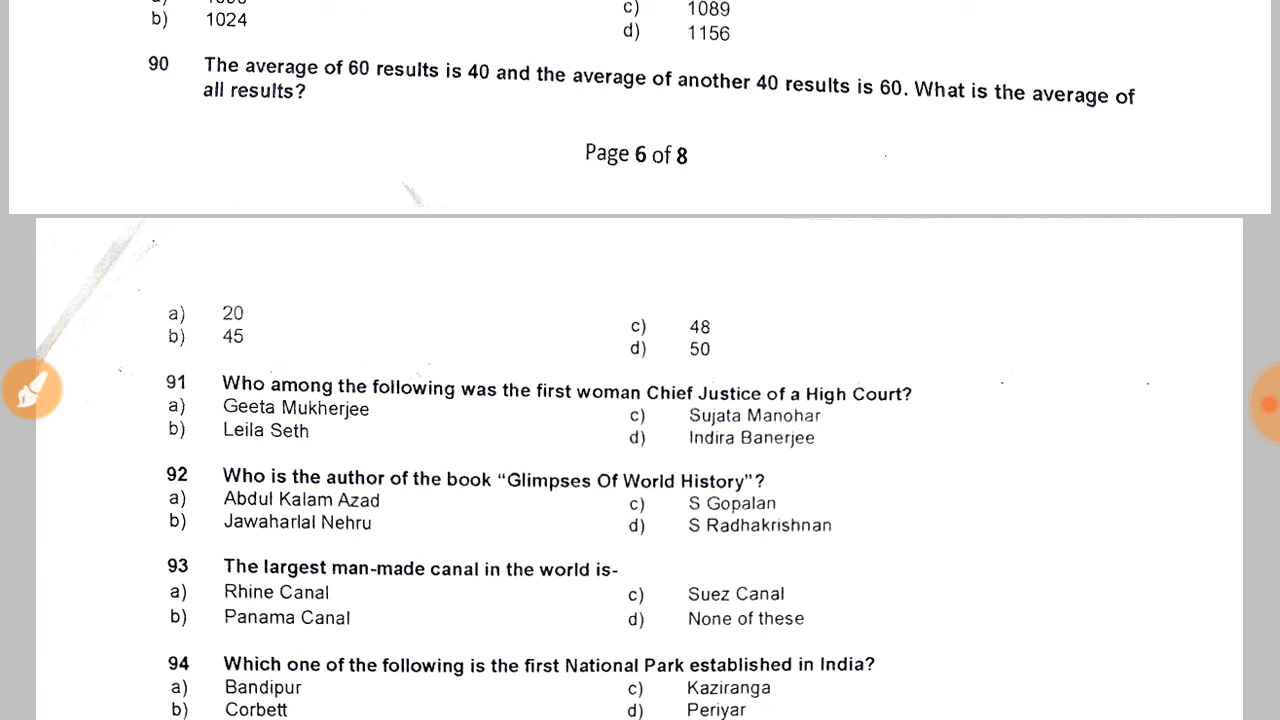 c) 1089
b) 1024
d) 1156
90 The average of 60 results is 40 and the average of another 40 results is 60. What is the average of
all results?
Page 6 of 8
a) 20
c) 48
b) 45
d) 50
91 Who among the following was the first woman Chief Justice of a High Court?
a) Geeta Mukherjee
c) Sujata Manohar
b) Leila Seth
d) Indira Banerjee
92 Who is the author of the book “Glimpses Of World History”?
a) Abdul Kalam Azad
c) S Gopalan
b) Jawaharlal Nehru
d) S Radhakrishnan
93 The largest man-made canal in the world is-
a) Rhine Canal
c) Suez Canal
b) Panama Canal
d) None of these
94 Which one of the following is the first National Park established in India?
a) Bandipur
c) Kaziranga
b) Corbett
d) Periyar